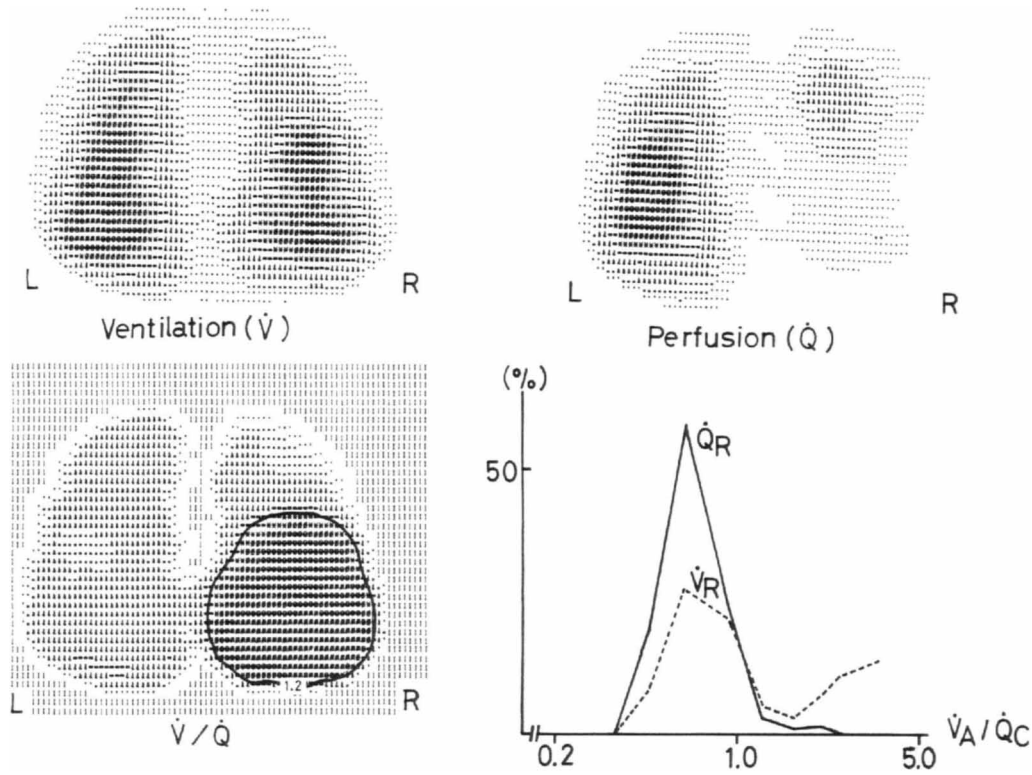 L R
Ventilation (V̇)
L R
Perfusion (Q̇)
1.2
L R
V̇/Q̇
(%)
50
Q̇R
V̇R
0.2 1.0 5.0
V̇A/Q̇C